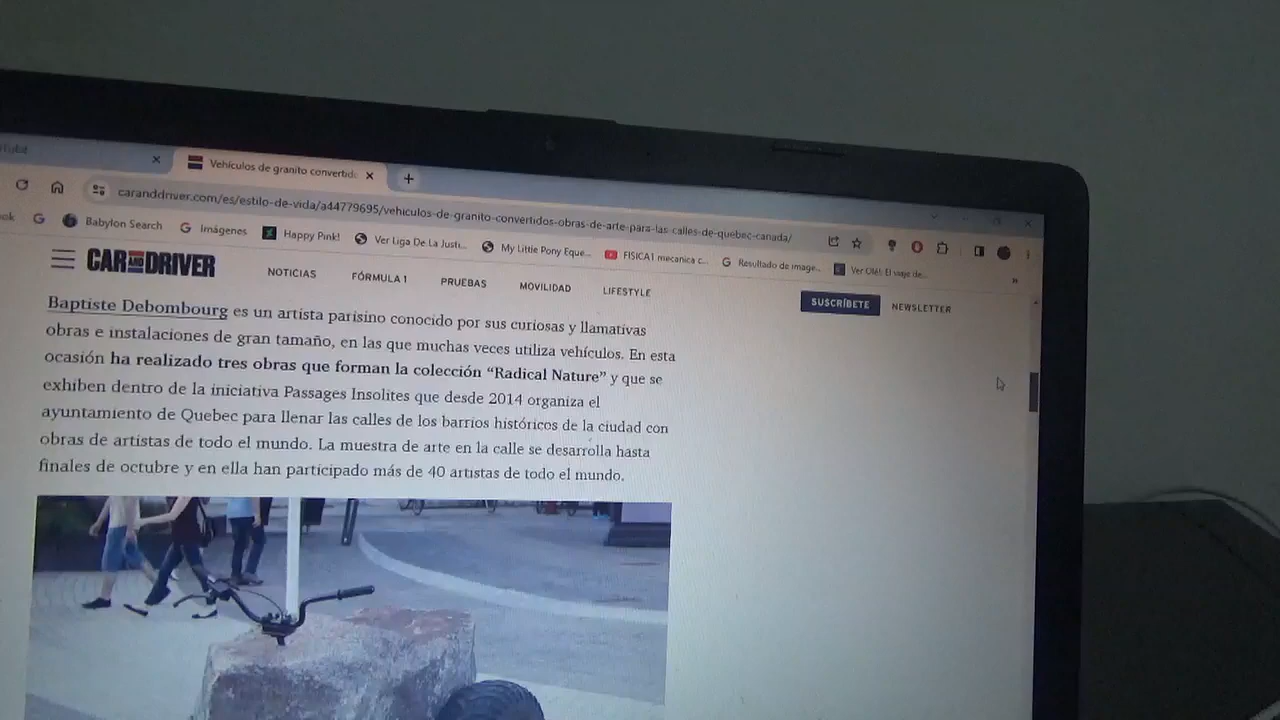 Vehículos de granito convertido
caranddriver.com/es/estilo-de-vida/a44779695/vehiculos-de-granito-convertidos-obras-de-arte-para-las-calles-de-quebec-canada/
Babylon Search Imágenes Happy Pink! Ver Liga De La Justi... My Little Pony Eque... FISICA1 mecanica c... Resultado de image... Ver Olé! El viaje de...
CAR AND DRIVER NOTICIAS FÓRMULA 1 PRUEBAS MOVILIDAD LIFESTYLE SUSCRÍBETE NEWSLETTER
Baptiste Debombourg es un artista parisino conocido por sus curiosas y llamativas
obras e instalaciones de gran tamaño, en las que muchas veces utiliza vehículos. En esta
ocasión ha realizado tres obras que forman la colección “Radical Nature” y que se
exhiben dentro de la iniciativa Passages Insolites que desde 2014 organiza el
ayuntamiento de Quebec para llenar las calles de los barrios históricos de la ciudad con
obras de artistas de todo el mundo. La muestra de arte en la calle se desarrolla hasta
finales de octubre y en ella han participado más de 40 artistas de todo el mundo.